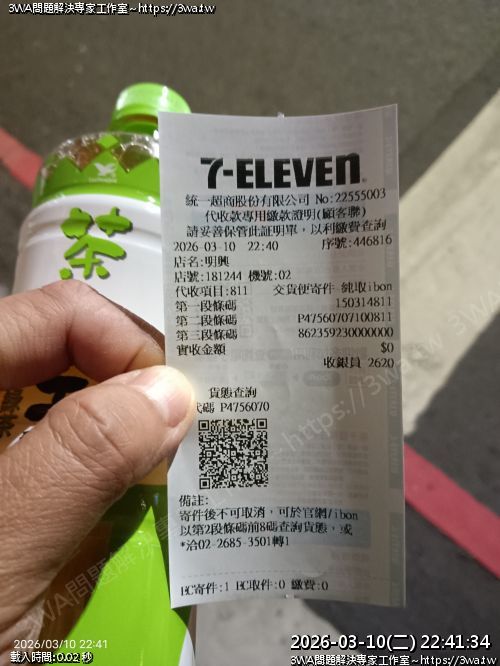 3WA問題解決專家工作室~https://3wa.tw
茶
7-ELEVEn
統一超商股份有限公司 No:22555003
代收款專用繳款證明(顧客聯)
請妥善保管此證明單，以利繳費查詢
2026-03-10 22:40 序號:446816
店名:明興
店號:181244 機號:02
代收項目:811 交貨便寄件 純取ibon
第一段條碼 150314811
第二段條碼 P47560707100811
第三段條碼 862359230000000
實收金額 $0
收銀員 2620
貨態查詢
代碼 P4756070
備註:
寄件後不可取消，可於官網/ibon
以第2段條碼前8碼查詢貨態，或
*洽02-2685-3501轉1
EC寄件:1 EC取件:0 繳費:0
2026/03/10 22:41
載入時間:0.02 秒
2026-03-10(二) 22:41:34
3WA問題解決專家工作室~https://3wa.tw